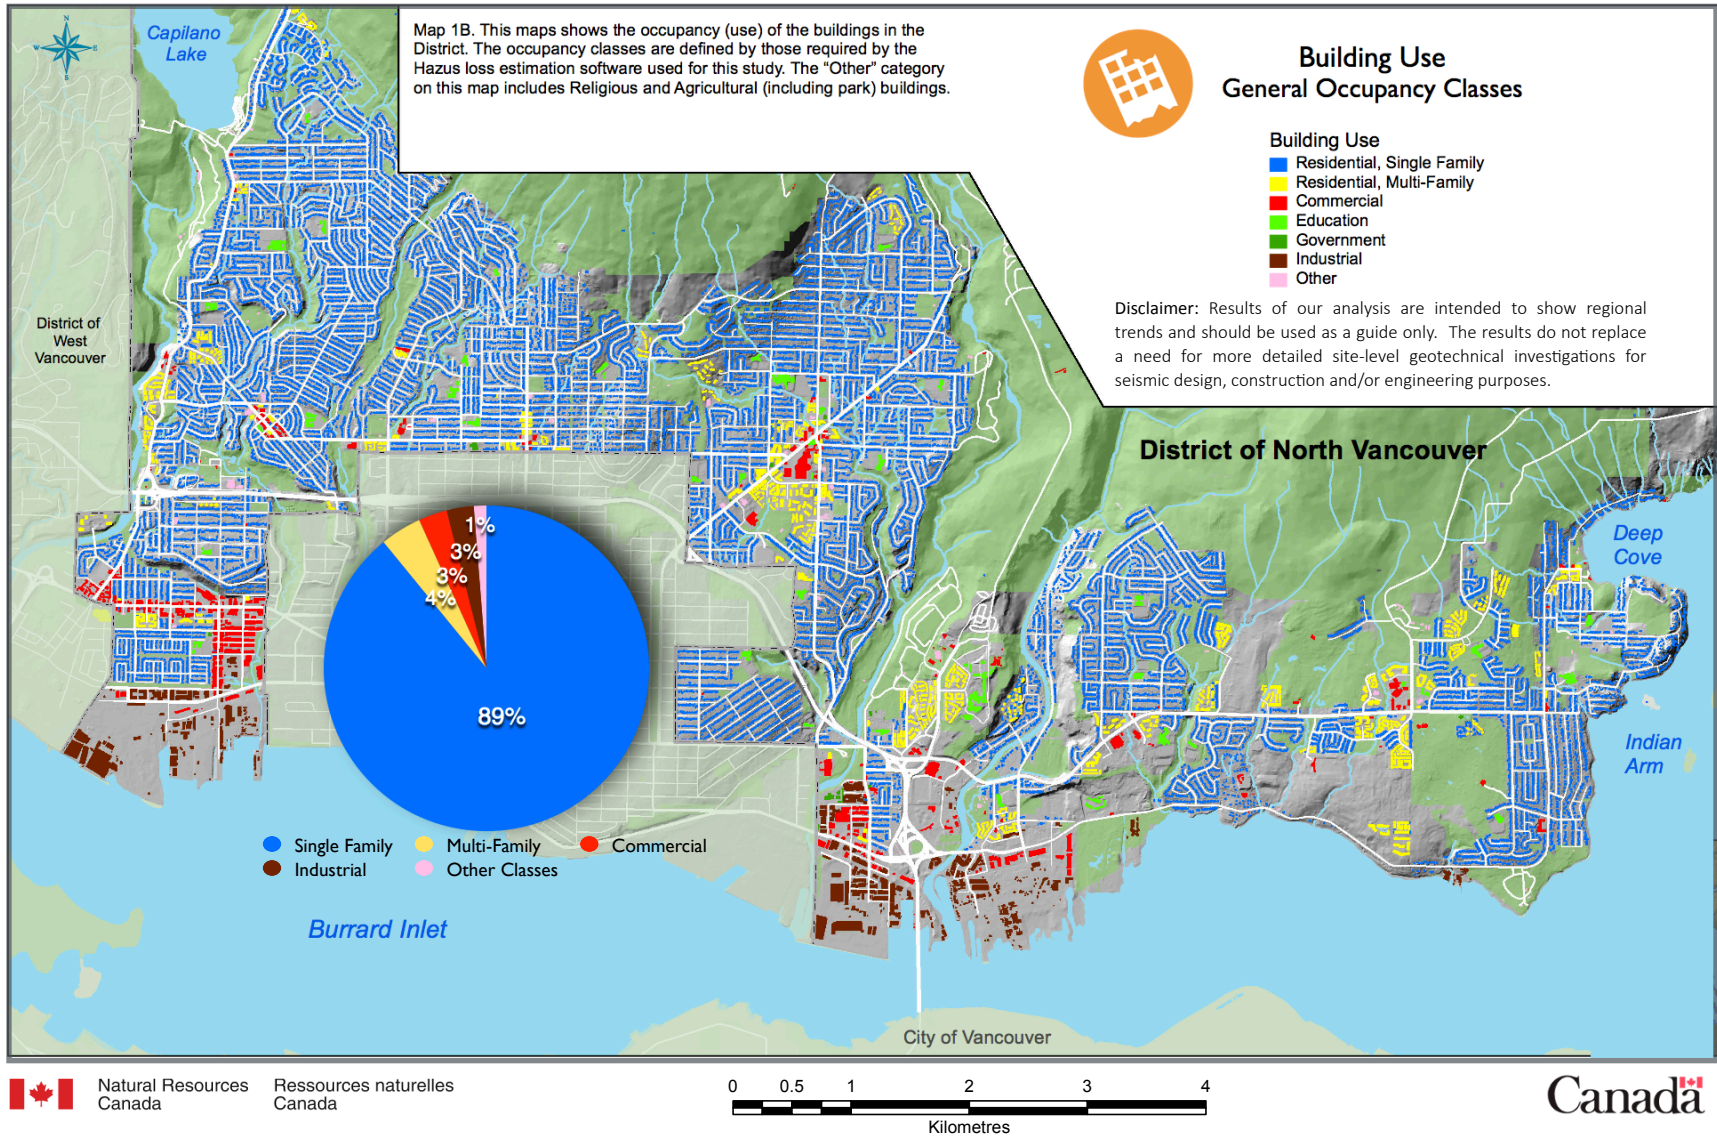 Capilano
Lake
N
W
E
S
Map 1B. This maps shows the occupancy (use) of the buildings in the
District. The occupancy classes are defined by those required by the
Hazus loss estimation software used for this study. The “Other” category
on this map includes Religious and Agricultural (including park) buildings.
Building Use
General Occupancy Classes
Building Use
Residential, Single Family
Residential, Multi-Family
Commercial
Education
Government
Industrial
Other
Disclaimer: Results of our analysis are intended to show regional
trends and should be used as a guide only. The results do not replace
a need for more detailed site-level geotechnical investigations for
seismic design, construction and/or engineering purposes.
District of
West
Vancouver
District of North Vancouver
Deep
Cove
Indian
Arm
1%
3%
3%
4%
89%
Single Family
Multi-Family
Commercial
Industrial
Other Classes
Burrard Inlet
City of Vancouver
Natural Resources
Canada
Ressources naturelles
Canada
0 0.5 1 2 3 4
Kilometres
Canada